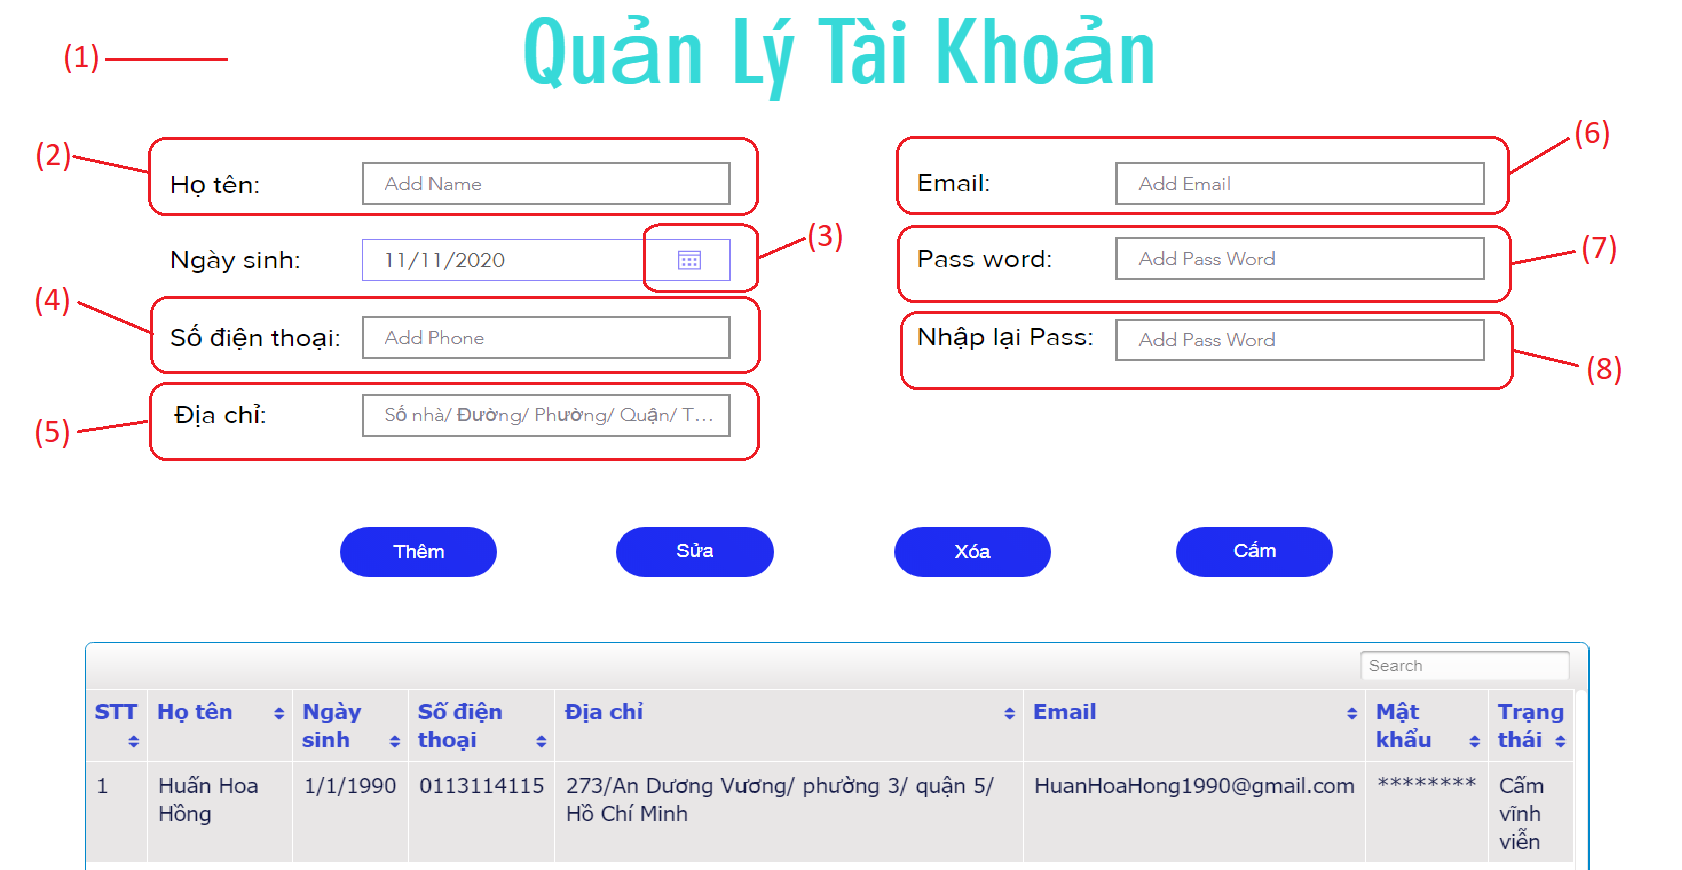 Quản Lý Tài Khoản
(1)
(2)
Họ tên:
Add Name
(3)
Ngày sinh:
11/11/2020
(4)
Số điện thoại:
Add Phone
(5)
Địa chỉ:
Số nhà/ Đường/ Phường/ Quận/ T...
(6)
Email:
Add Email
(7)
Pass word:
Add Pass Word
(8)
Nhập lại Pass:
Add Pass Word
Thêm
Sửa
Xóa
Cấm
Search
STT
Họ tên
Ngày sinh
Số điện thoại
Địa chỉ
Email
Mật khẩu
Trạng thái
1
Huấn Hoa
Hồng
1/1/1990
0113114115
273/An Dương Vương/ phường 3/ quận 5/
Hồ Chí Minh
HuanHoaHong1990@gmail.com
********
Cấm
vĩnh
viễn